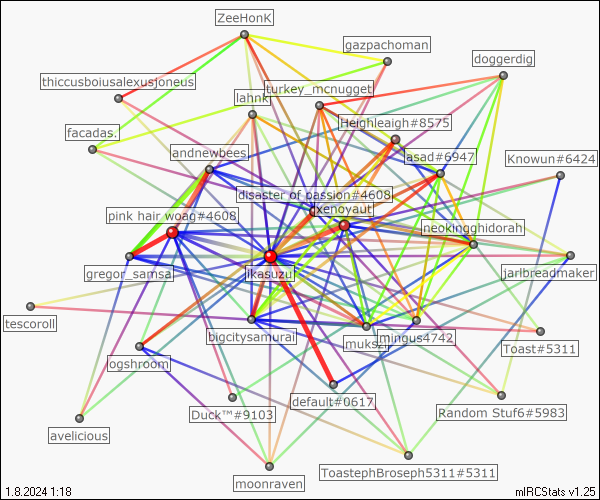 ZeeHonK
gazpachoman
doggerdig
thiccusboiusalexusjoneus
turkey_mcnugget
lahnk
Heighleaigh#8575
facadas.
andnewbees
asad#6947
Knowun#6424
disaster of passion#4608
xenoyaut
pink hair woag#4608
neokingghidorah
gregor_samsa
ikasuzuf
jarlbreadmaker
tescoroll
bigcitysamurai
mukszi
mingus4742
Toast#5311
ogshroom
default#0617
Duck™#9103
Random Stuf6#5983
avelicious
ToastephBroseph5311#5311
moonraven
1.8.2024 1:18
mIRCStats v1.25